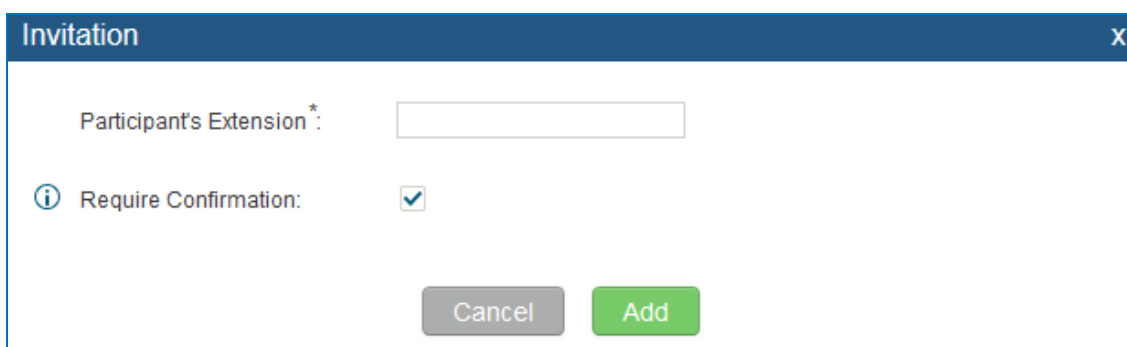 Invitation X
Participant's Extension*:
Require Confirmation:
Cancel Add